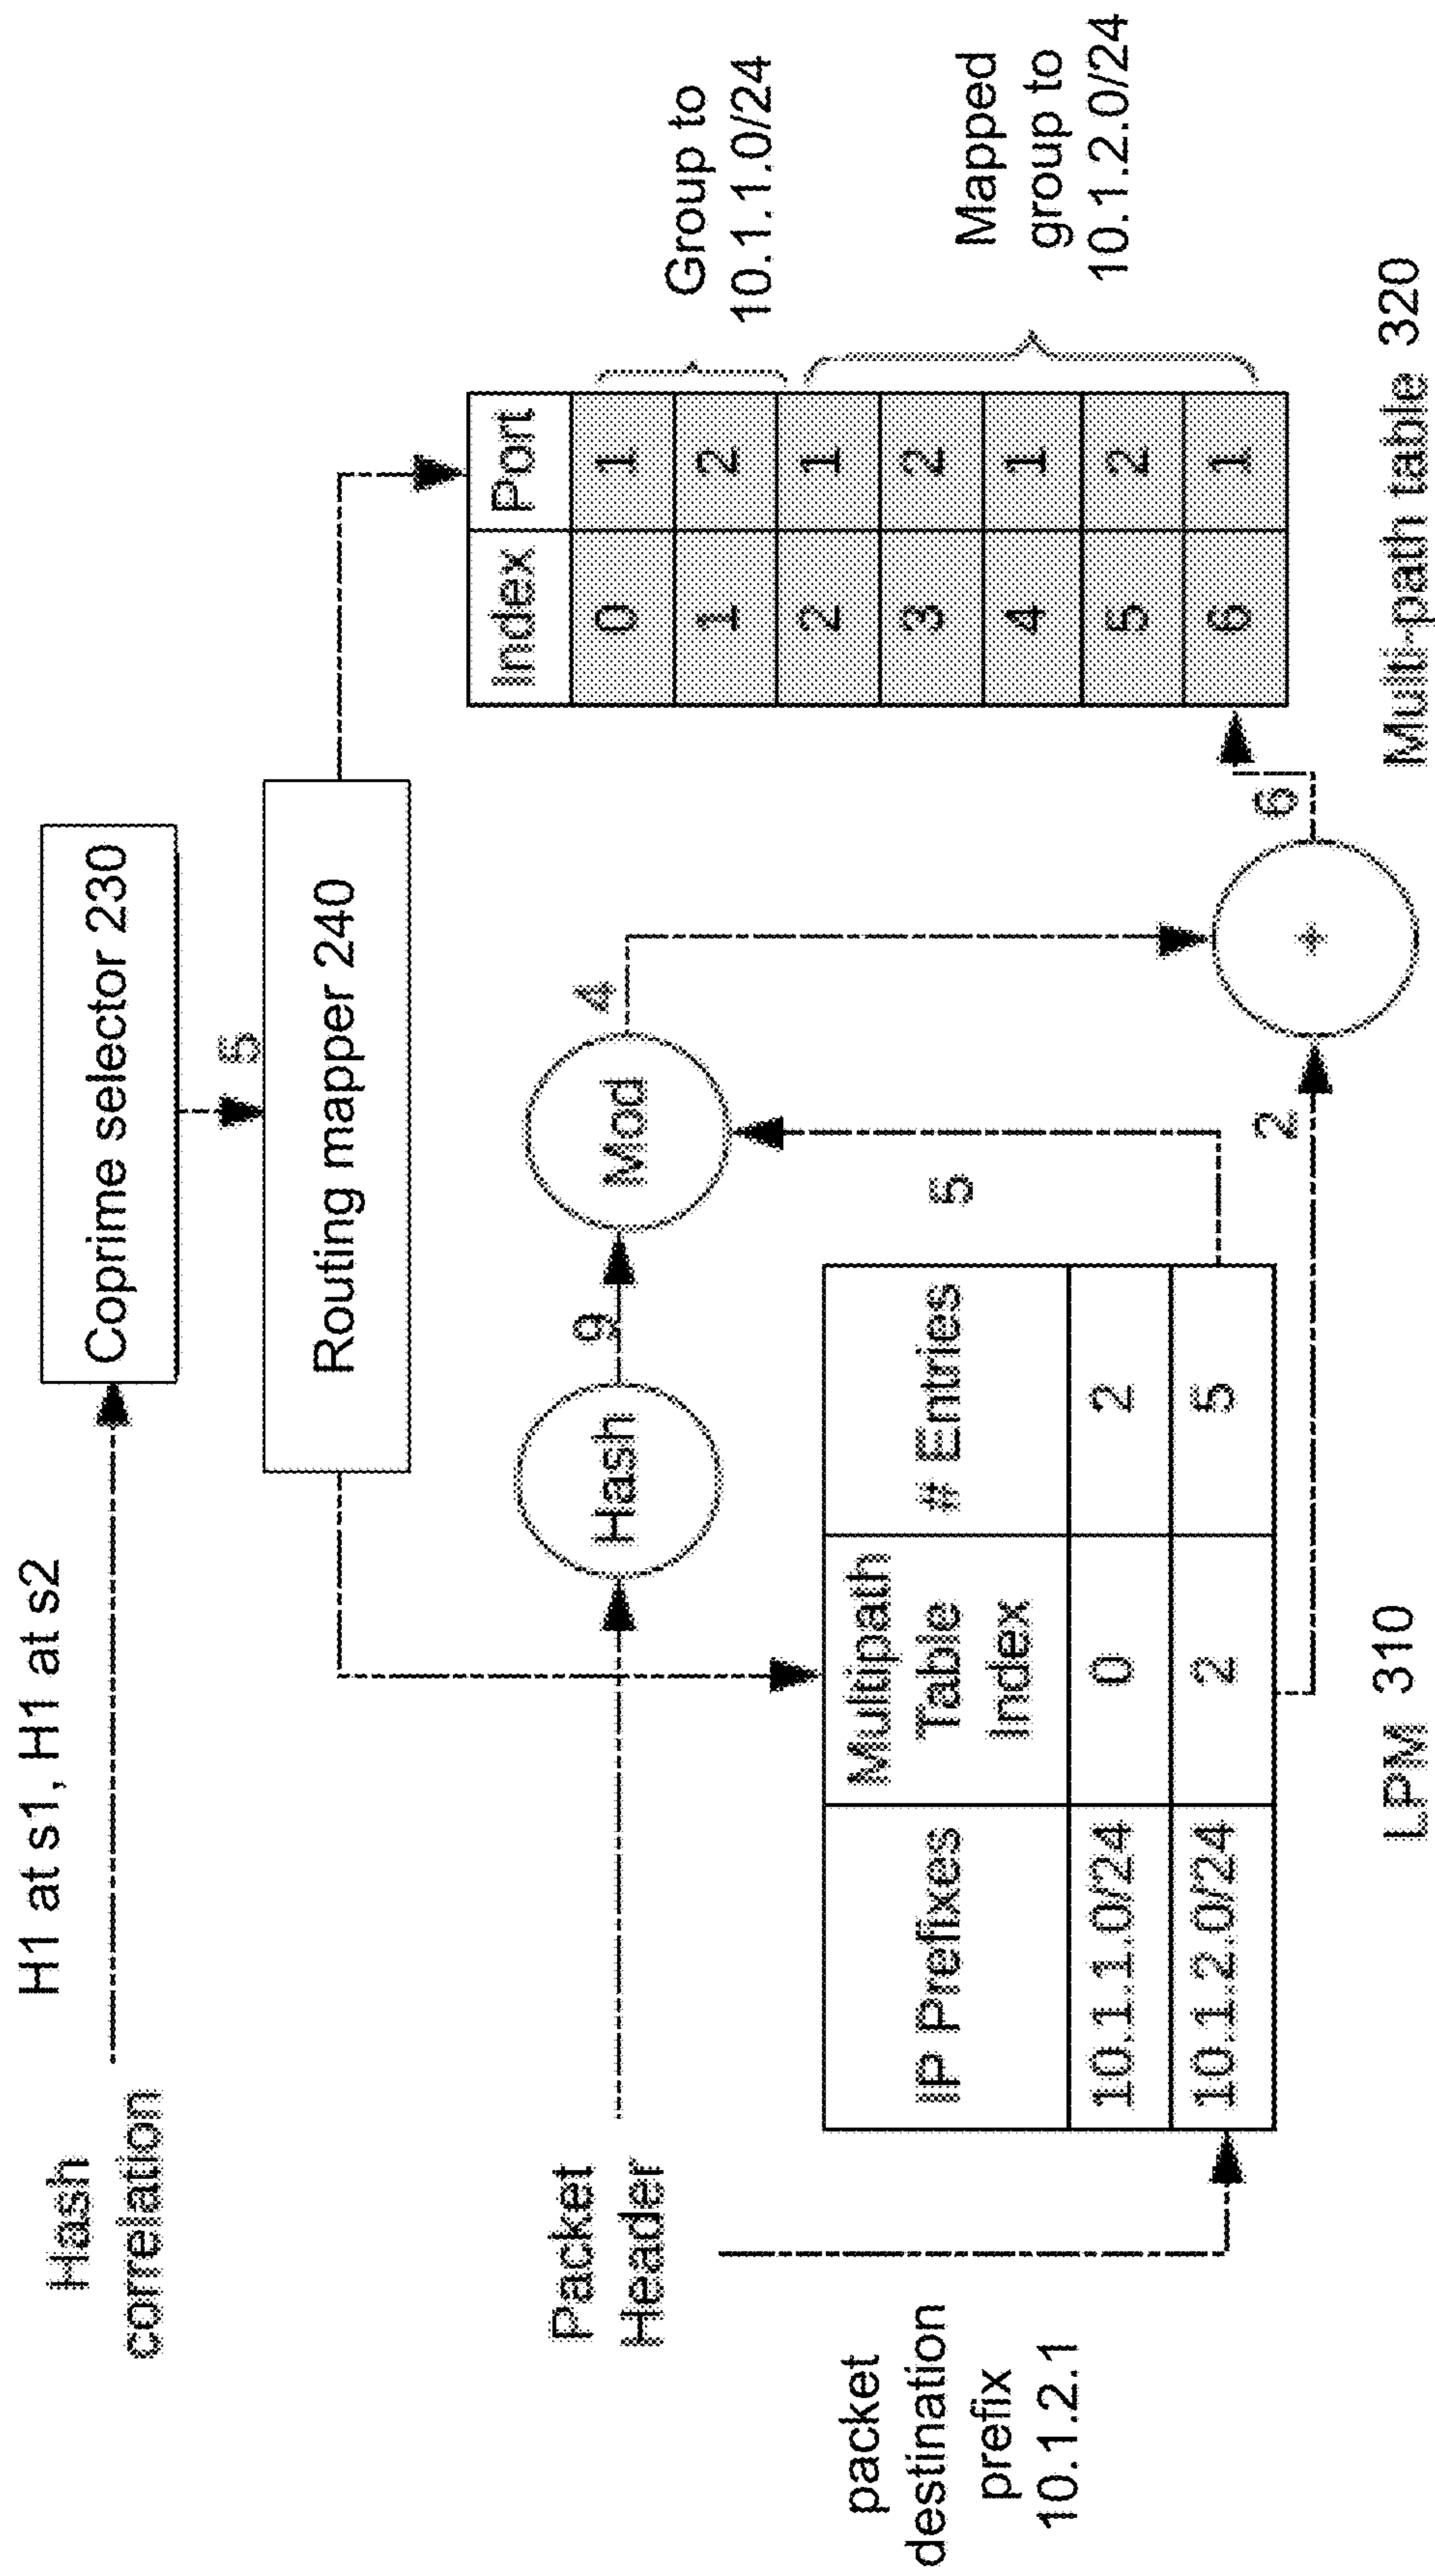 Hash
correlation
H1 at s1, H1 at s2
Coprime selector 230
5
Routing mapper 240
Packet
Header
Hash
9
Mod
4
packet
destination
prefix
10.1.2.1
IP Prefixes
Multipath
Table
Index
# Entries
10.1.1.0/24 0 2
10.1.2.0/24 2 5
5
2
+
6
LPM 310
Index Port
0 1
1 2
2 1
3 2
4 1
5 2
6 1
Group to
10.1.1.0/24
Mapped
group to
10.1.2.0/24
Multi-path table 320